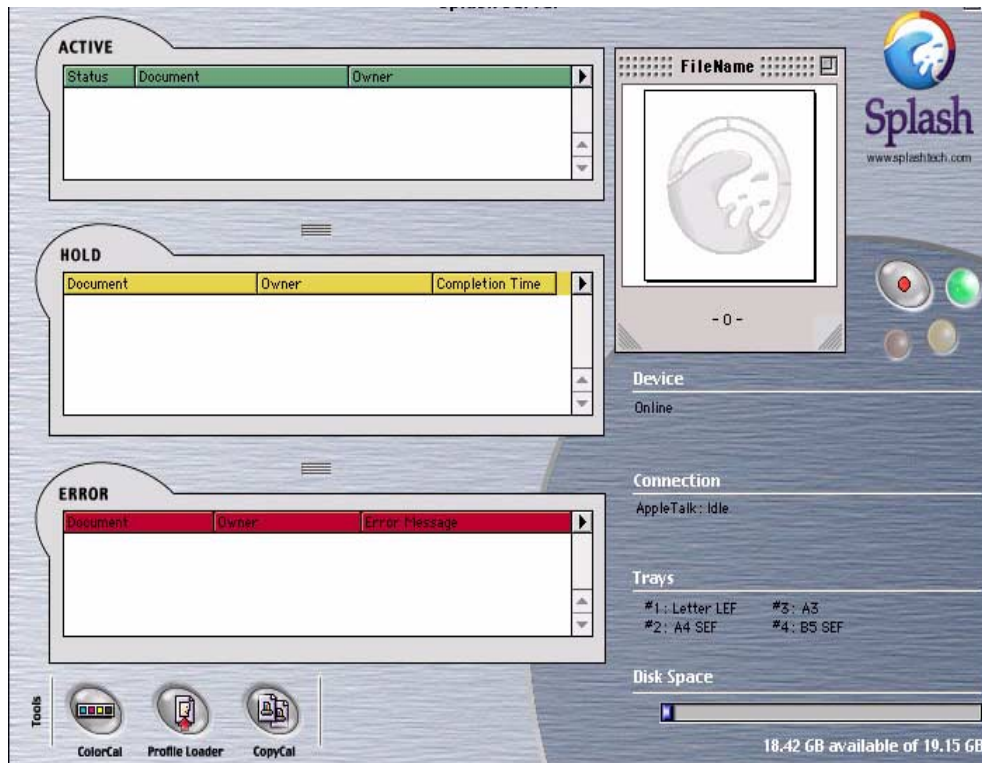 ACTIVE
Status Document Owner
HOLD
Document Owner Completion Time
ERROR
Document Owner Error Message
Tools
ColorCal Profile Loader CopyCal
FileName
- 0 -
Splash
www.splashtech.com
Device
Online
Connection
AppleTalk: Idle
Trays
#1: Letter LEF #3: A3
#2: A4 SEF #4: B5 SEF
Disk Space
18.42 GB available of 19.15 GB